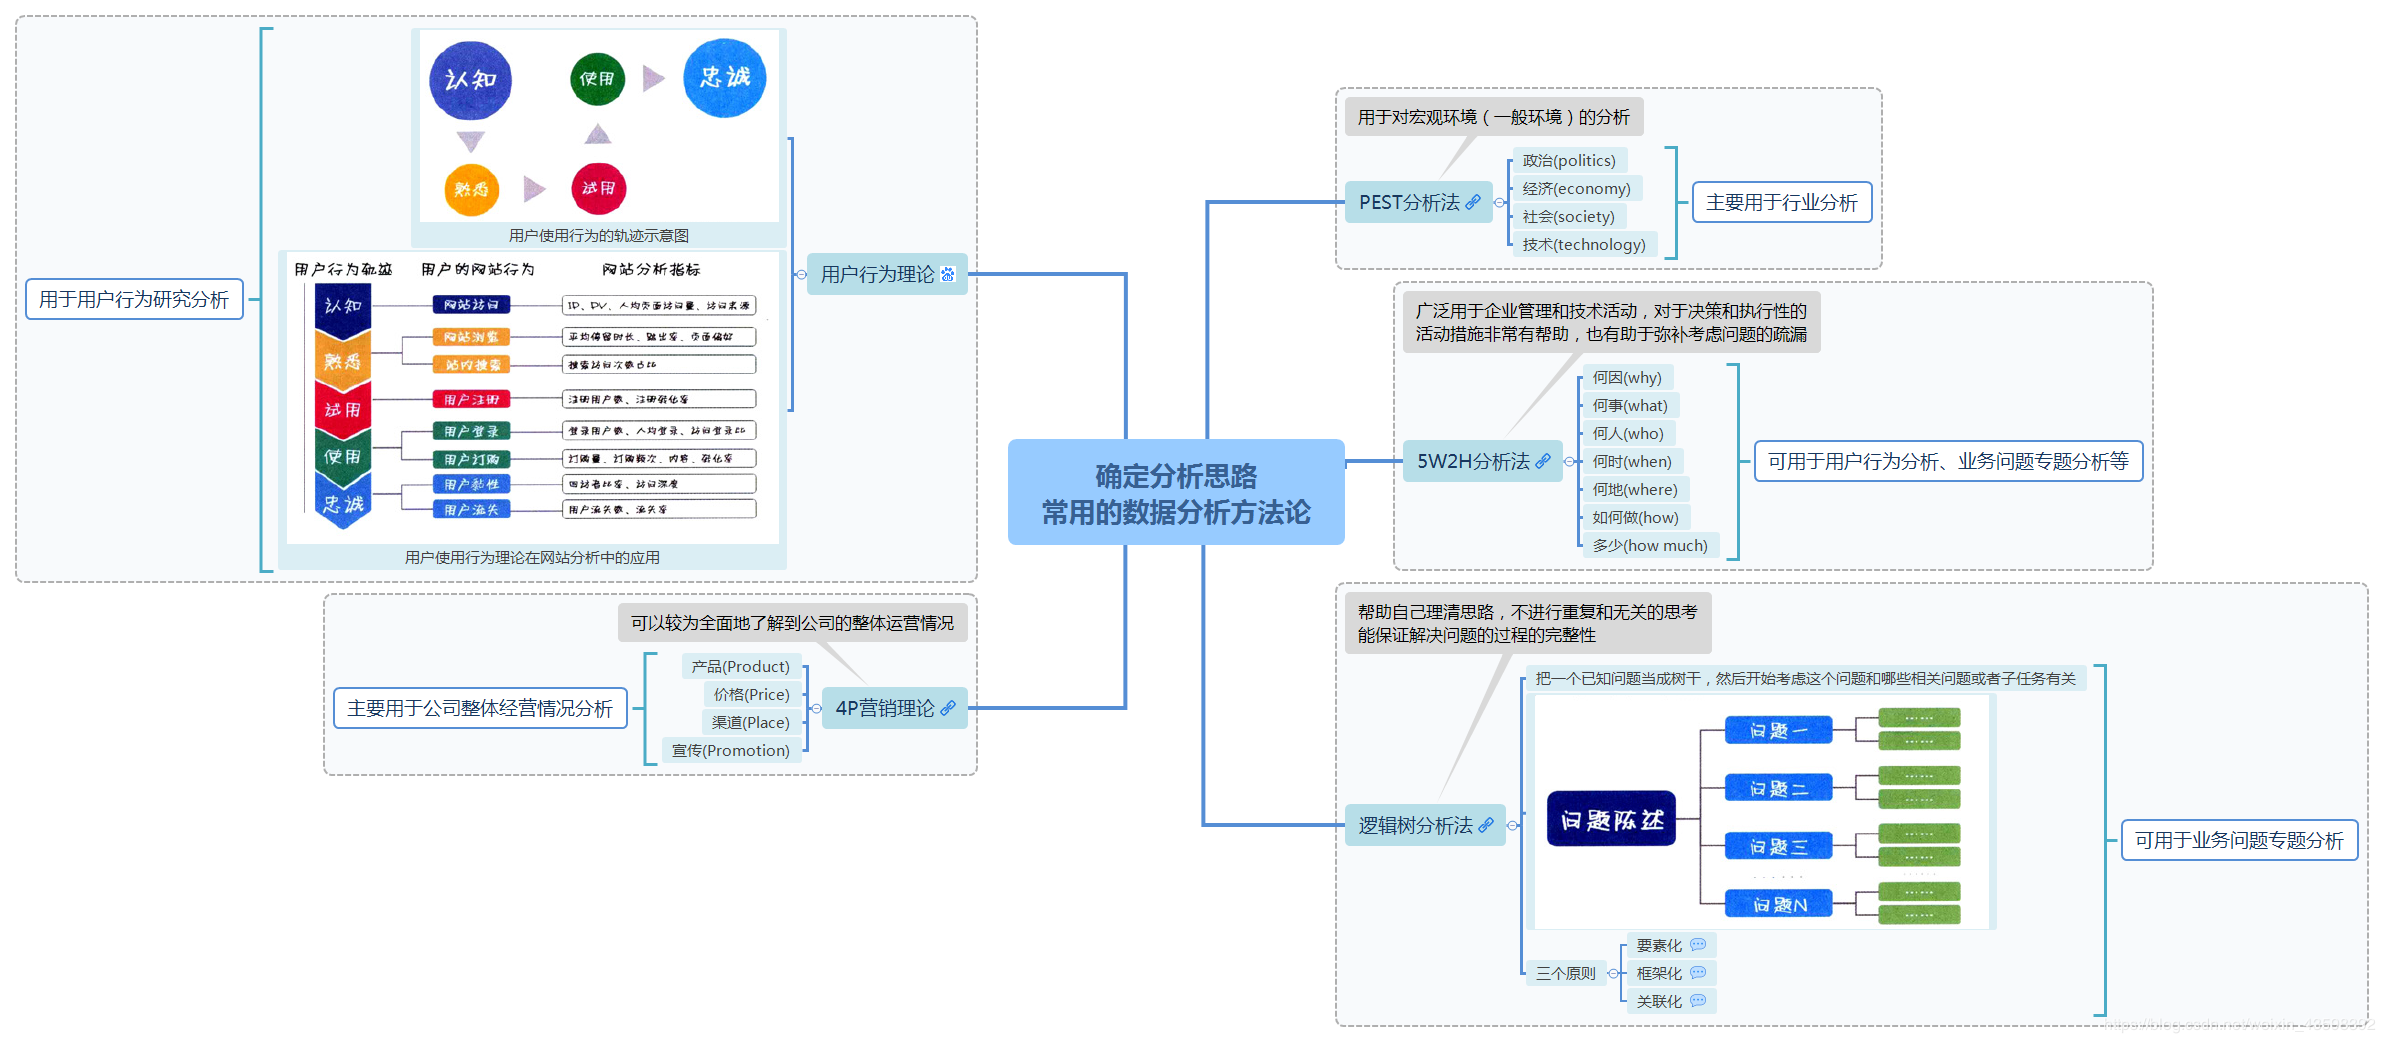 确定分析思路
常用的数据分析方法论
用于用户行为研究分析
认知
使用
忠诚
熟悉
试用
用户使用行为的轨迹示意图
用户行为理论
用户行为轨迹
用户的网站行为
网站分析指标
认知
网站访问
IP、PV、人均页面访问量、访问来源
熟悉
网站浏览
平均停留时长、跳出率、页面偏好
站内搜索
搜索访问次数占比
试用
用户注册
注册用户数、注册转化率
使用
用户登录
登录用户数、人均登录、访问登录比
用户订购
订购量、订购频次、内容、转化率
忠诚
用户黏性
回访者比率、访问深度
用户流失
用户流失数、流失率
用户使用行为理论在网站分析中的应用
可以较为全面地了解到公司的整体运营情况
主要用于公司整体经营情况分析
产品(Product)
价格(Price)
渠道(Place)
宣传(Promotion)
4P营销理论
用于对宏观环境（一般环境）的分析
PEST分析法
政治(politics)
经济(economy)
社会(society)
技术(technology)
主要用于行业分析
广泛用于企业管理和技术活动，对于决策和执行性的
活动措施非常有帮助，也有助于弥补考虑问题的疏漏
5W2H分析法
何因(why)
何事(what)
何人(who)
何时(when)
何地(where)
如何做(how)
多少(how much)
可用于用户行为分析、业务问题专题分析等
帮助自己理清思路，不进行重复和无关的思考
能保证解决问题的过程的完整性
逻辑树分析法
把一个已知问题当成树干，然后开始考虑这个问题和哪些相关问题或者子任务有关
问题陈述
问题一
……
……
问题二
……
……
问题三
……
……
……
……
问题N
……
……
三个原则
要素化
框架化
关联化
可用于业务问题专题分析